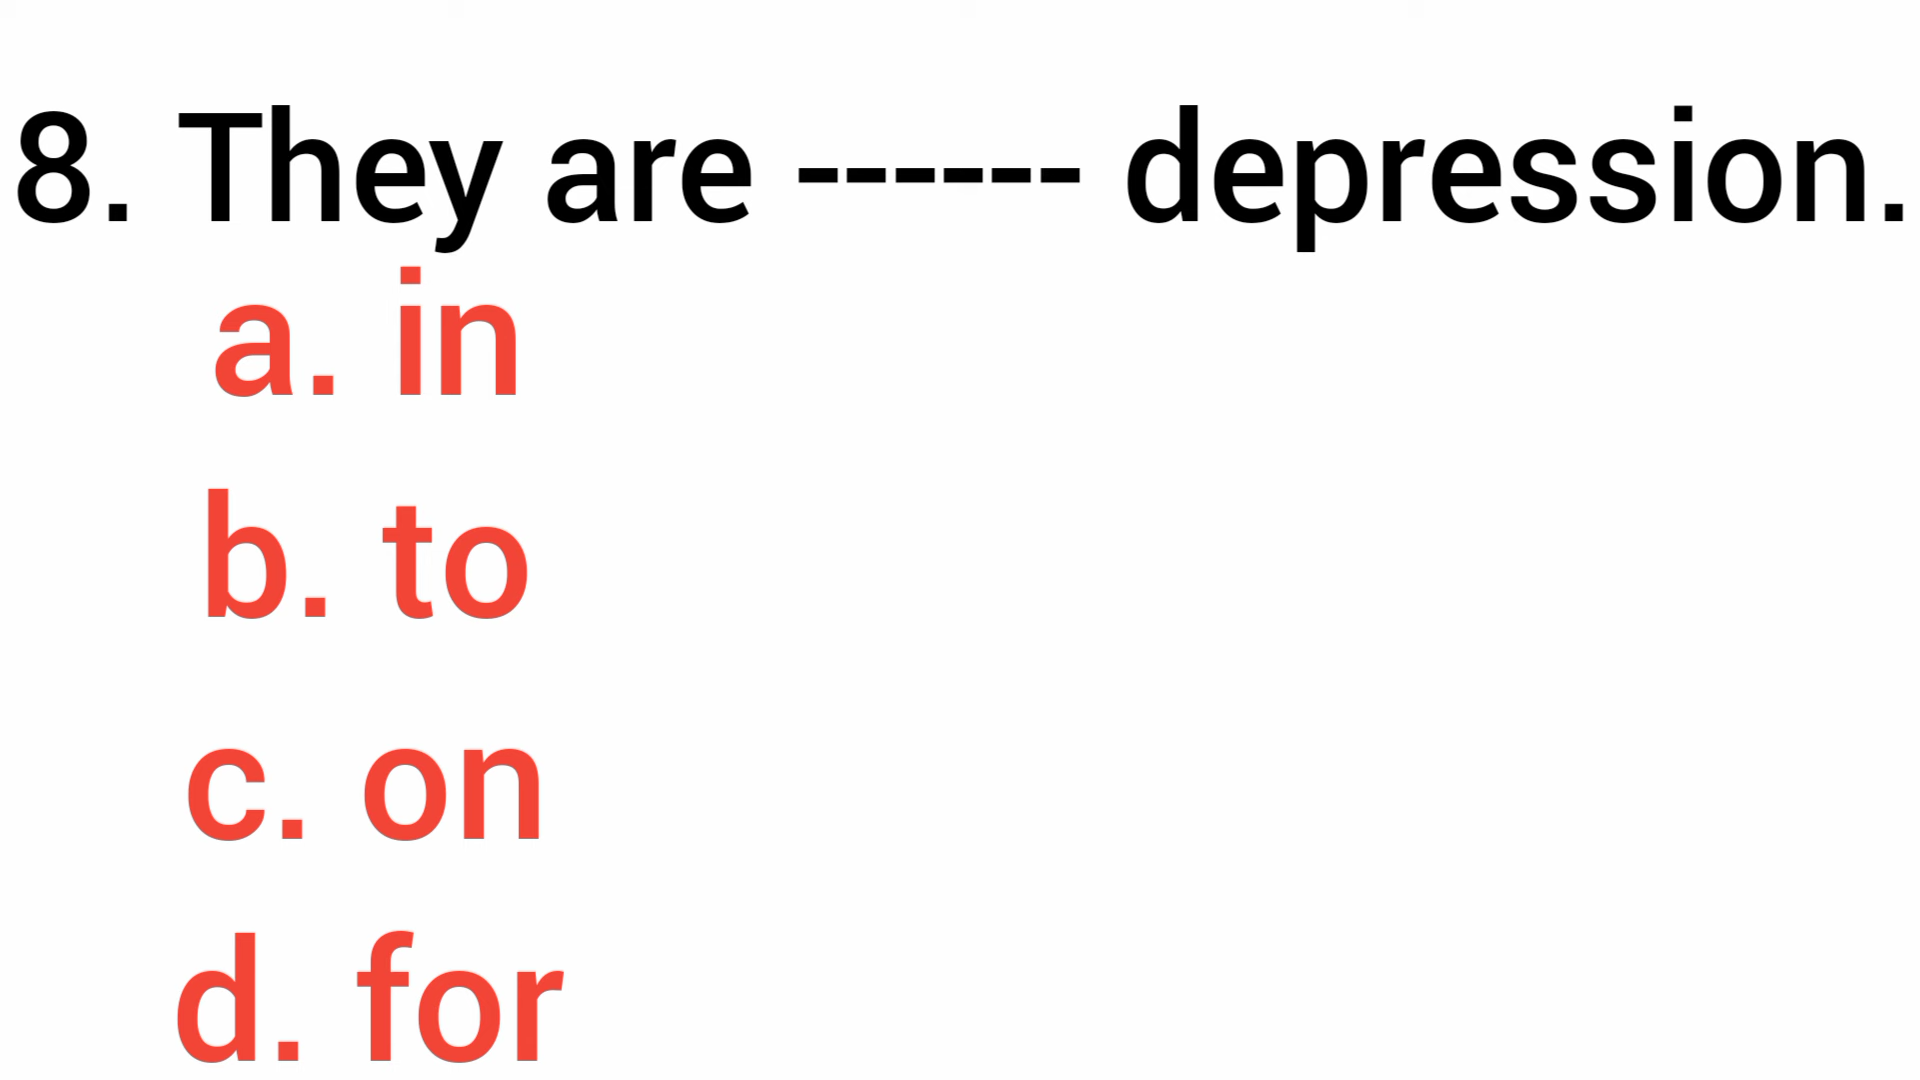 8. They are ------ depression.
a. in
b. to
c. on
d. for